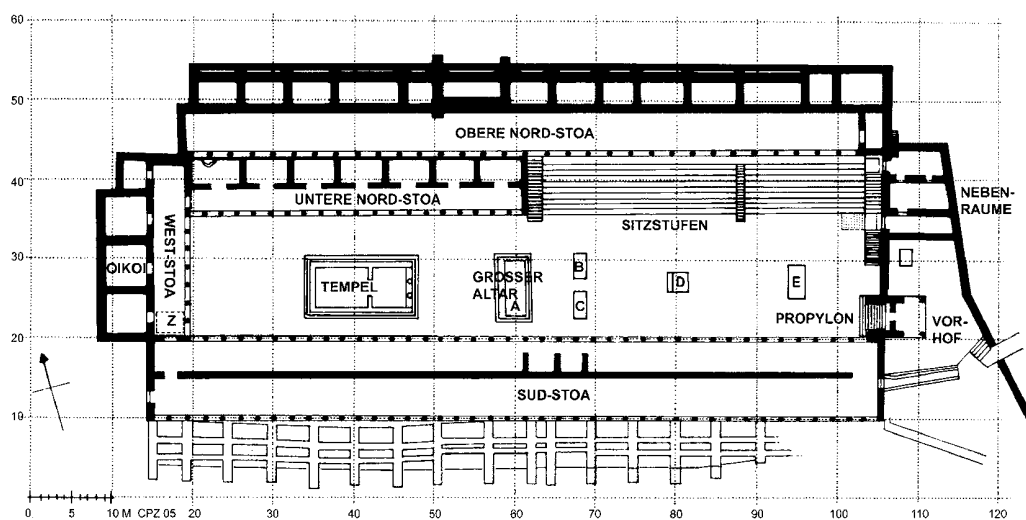 60
50
40
30
20
10
OBERE NORD-STOA
UNTERE NORD-STOA
SITZSTUFEN
NEBEN-
RAUME
WEST-STOA
OIKOI
Z
TEMPEL
GROSSER
ALTAR
A
B
C
D
E
PROPYLON
VOR-
HOF
SUD-STOA
0. 5 10 M CPZ 05 20 30 40 50 60 70 80 90 100 110 120